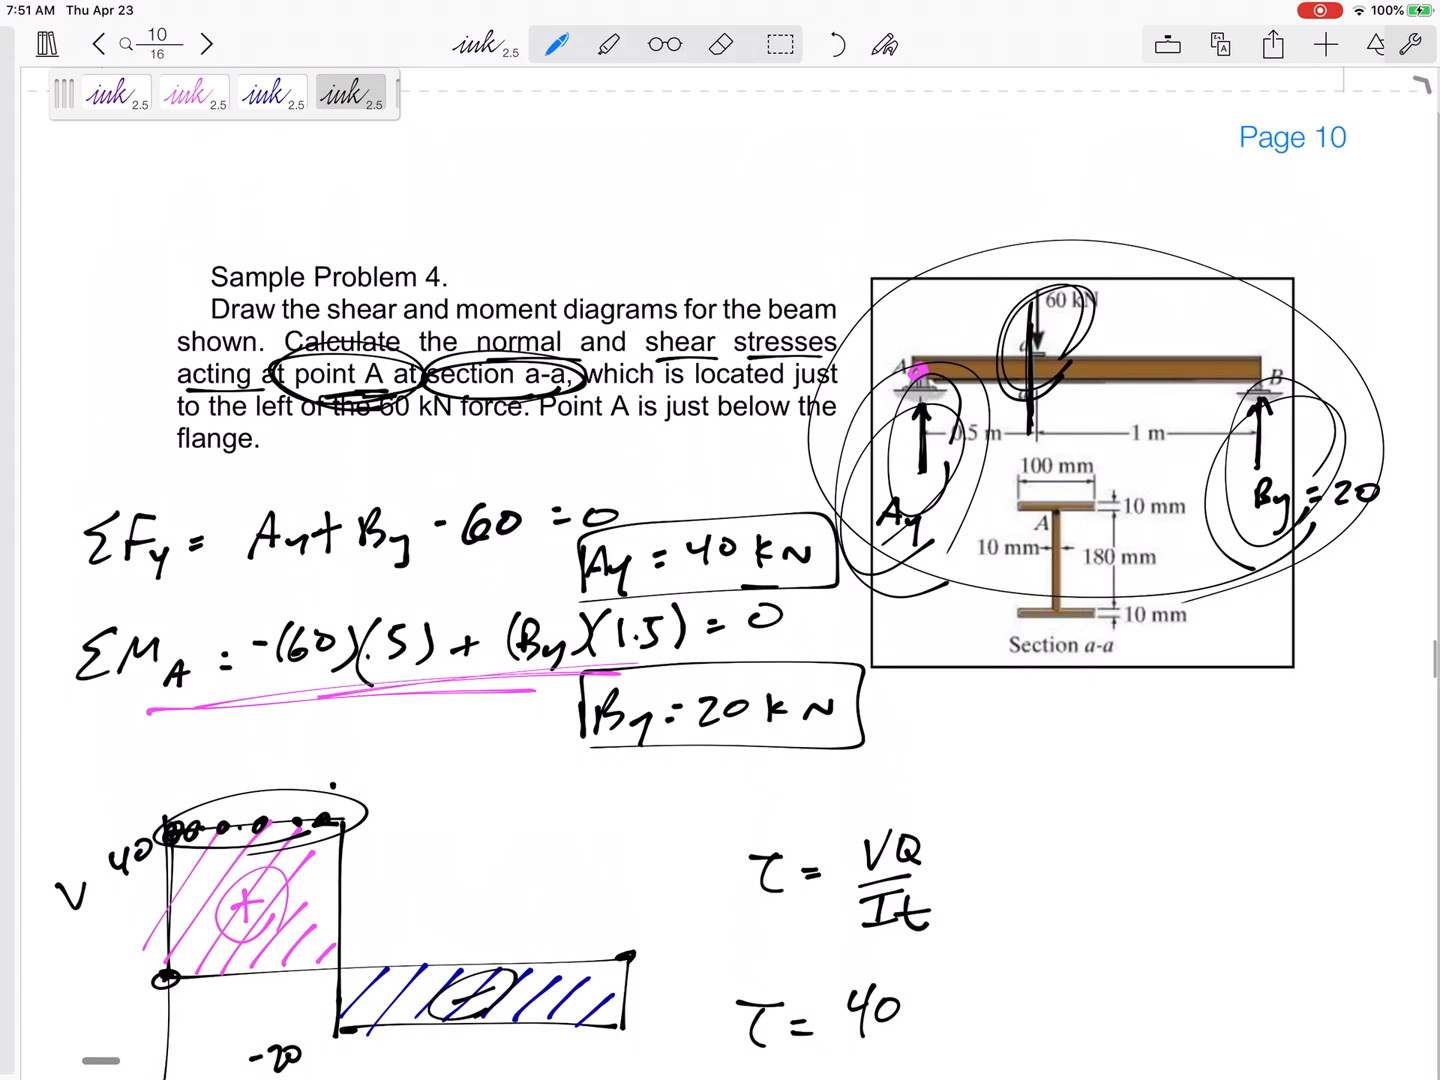 7:51 AM Thu Apr 23
100%
10
16
ink 2.5
ink 2.5
ink 2.5
ink 2.5
ink 2.5
Page 10
Sample Problem 4.
Draw the shear and moment diagrams for the beam
shown. Calculate the normal and shear stresses
acting at point A at section a-a, which is located just
to the left of the 60 kN force. Point A is just below the
flange.
60 kN
a
A
B
a
0.5 m
1 m
100 mm
Ay
By = 20
10 mm
A
10 mm
180 mm
10 mm
Section a-a
ΣFy = Ay + By - 60 = 0
Ay = 40 kN
ΣMA = -(60)(.5) + (By)(1.5) = 0
By = 20 kN
40
V
+
-
-20
τ = VQ
It
τ = 40